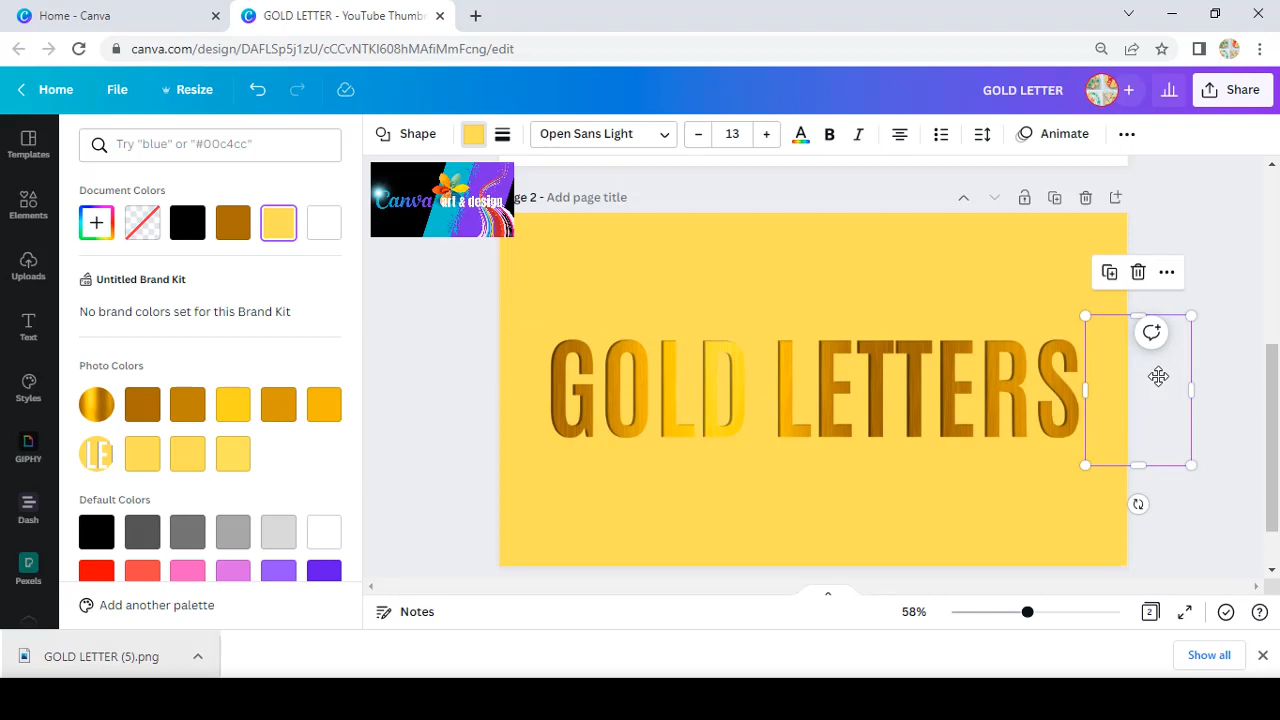 Home - Canva
GOLD LETTER - YouTube Thumbn
canva.com/design/DAFLSp5j1zU/cCCvNTKl608hMAfiMmFcng/edit
Home
File
Resize
GOLD LETTER
Share
Templates
Elements
Uploads
Text
Styles
GIPHY
Dash
Pexels
Try "blue" or "#00c4cc"
Document Colors
Untitled Brand Kit
No brand colors set for this Brand Kit
Photo Colors
LE
Default Colors
Add another palette
Shape
Open Sans Light
– 13 +
A B I
Animate
Canva art & design
ge 2 - Add page title
GOLD LETTERS
Notes
58%
2
GOLD LETTER (5).png
Show all